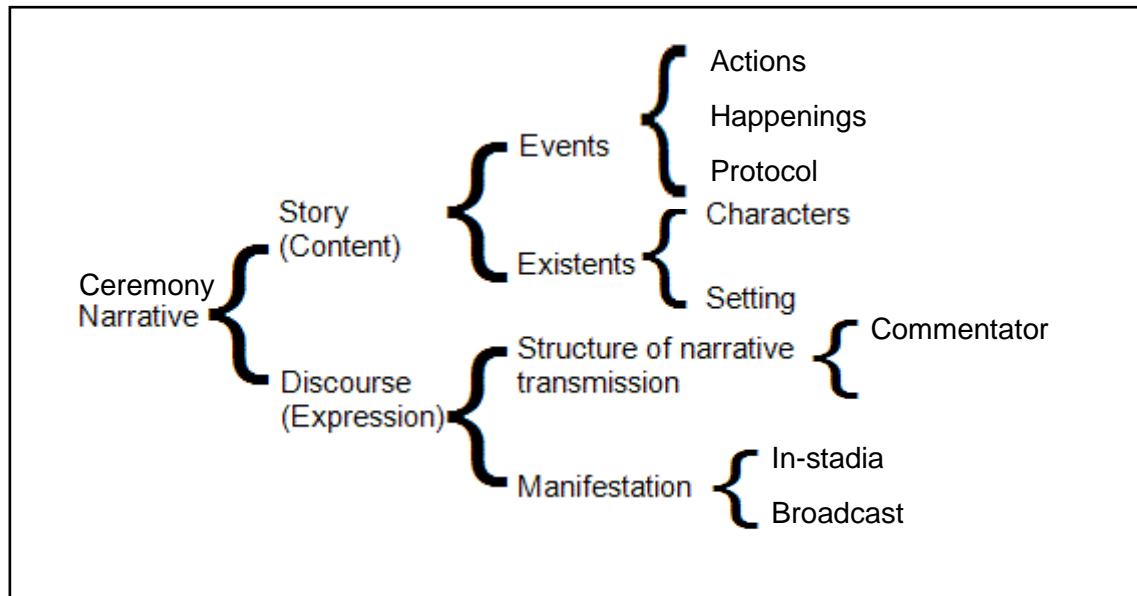 Ceremony
Narrative
Story
(Content)
Events
Actions
Happenings
Protocol
Existents
Characters
Setting
Discourse
(Expression)
Structure of narrative
transmission
Commentator
Manifestation
In-stadia
Broadcast